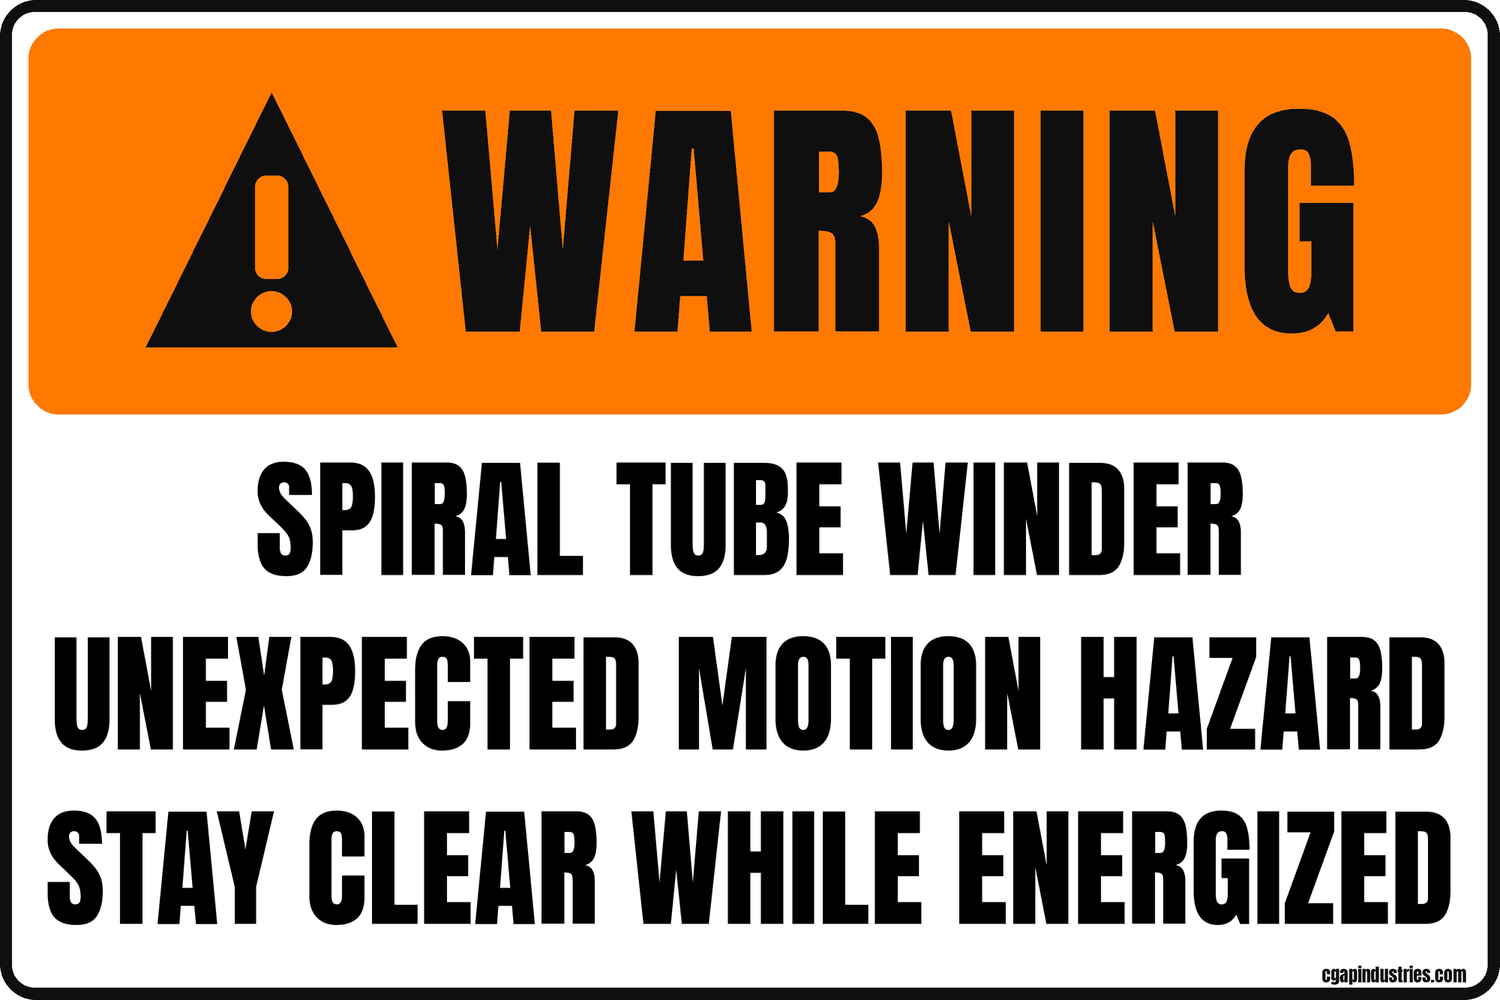 WARNING
SPIRAL TUBE WINDER
UNEXPECTED MOTION HAZARD
STAY CLEAR WHILE ENERGIZED
cgapindustries.com